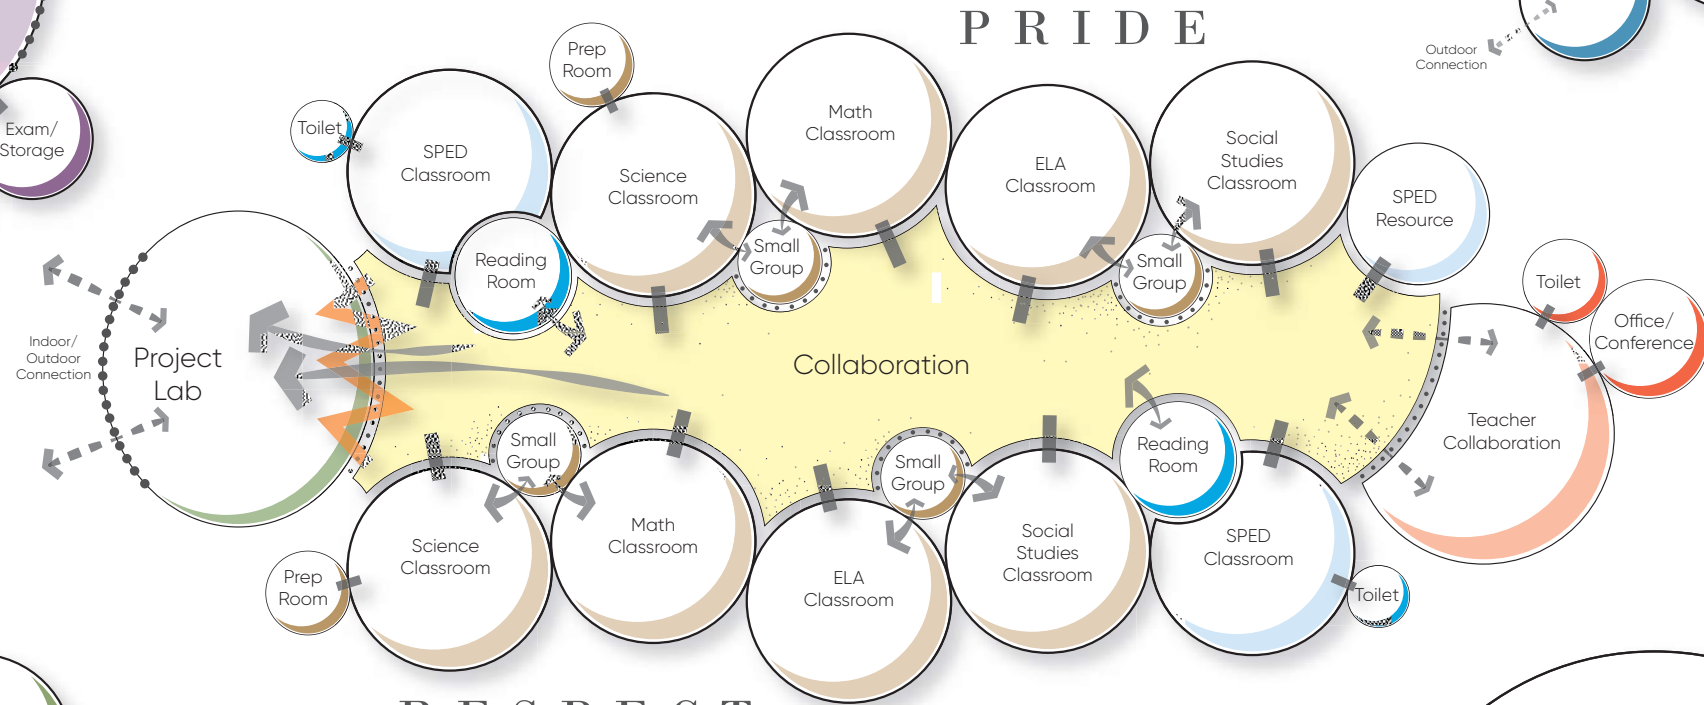 PRIDE
Outdoor
Connection
Prep
Room
Exam/
Storage
Toilet
SPED
Classroom
Science
Classroom
Math
Classroom
ELA
Classroom
Social
Studies
Classroom
SPED
Resource
Reading
Room
Small
Group
Small
Group
Toilet
Office/
Conference
Indoor/
Outdoor
Connection
Project
Lab
Collaboration
Teacher
Collaboration
Small
Group
Small
Group
Reading
Room
Prep
Room
Science
Classroom
Math
Classroom
ELA
Classroom
Social
Studies
Classroom
SPED
Classroom
Toilet
RESPECT